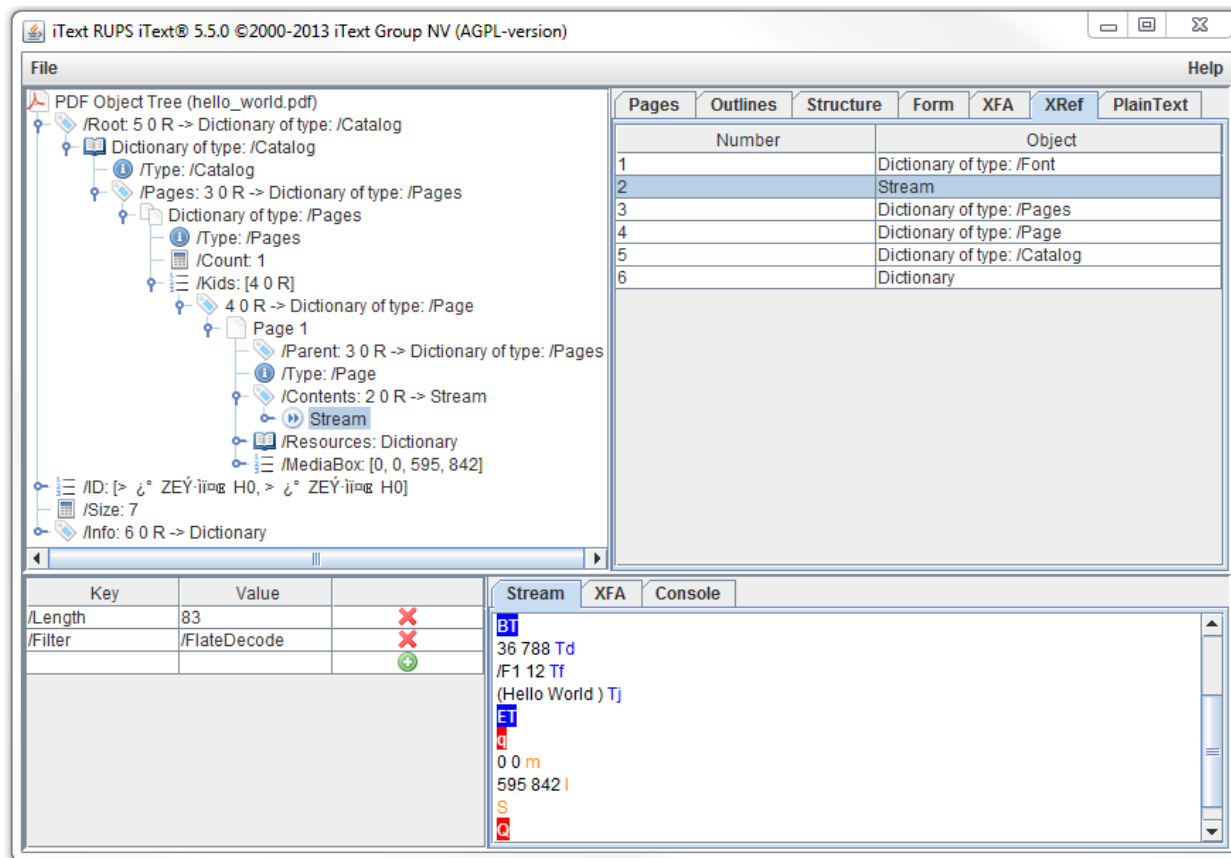 iText RUPS iText® 5.5.0 ©2000-2013 iText Group NV (AGPL-version)
File Help
PDF Object Tree (hello_world.pdf)
/Root: 5 0 R -> Dictionary of type: /Catalog
Dictionary of type: /Catalog
/Type: /Catalog
/Pages: 3 0 R -> Dictionary of type: /Pages
Dictionary of type: /Pages
/Type: /Pages
/Count: 1
/Kids: [4 0 R]
4 0 R -> Dictionary of type: /Page
Page 1
/Parent: 3 0 R -> Dictionary of type: /Pages
/Type: /Page
/Contents: 2 0 R -> Stream
Stream
/Resources: Dictionary
/MediaBox: [0, 0, 595, 842]
/ID: [> ¿° ZEÝ·ìï¤ H0, > ¿° ZEÝ·ìï¤ H0]
/Size: 7
/Info: 6 0 R -> Dictionary
Pages Outlines Structure Form XFA XRef PlainText
Number Object
1 Dictionary of type: /Font
2 Stream
3 Dictionary of type: /Pages
4 Dictionary of type: /Page
5 Dictionary of type: /Catalog
6 Dictionary
Key Value
/Length 83
/Filter /FlateDecode
Stream XFA Console
BT
36 788 Td
/F1 12 Tf
(Hello World ) Tj
ET
q
0 0 m
595 842 l
S
Q